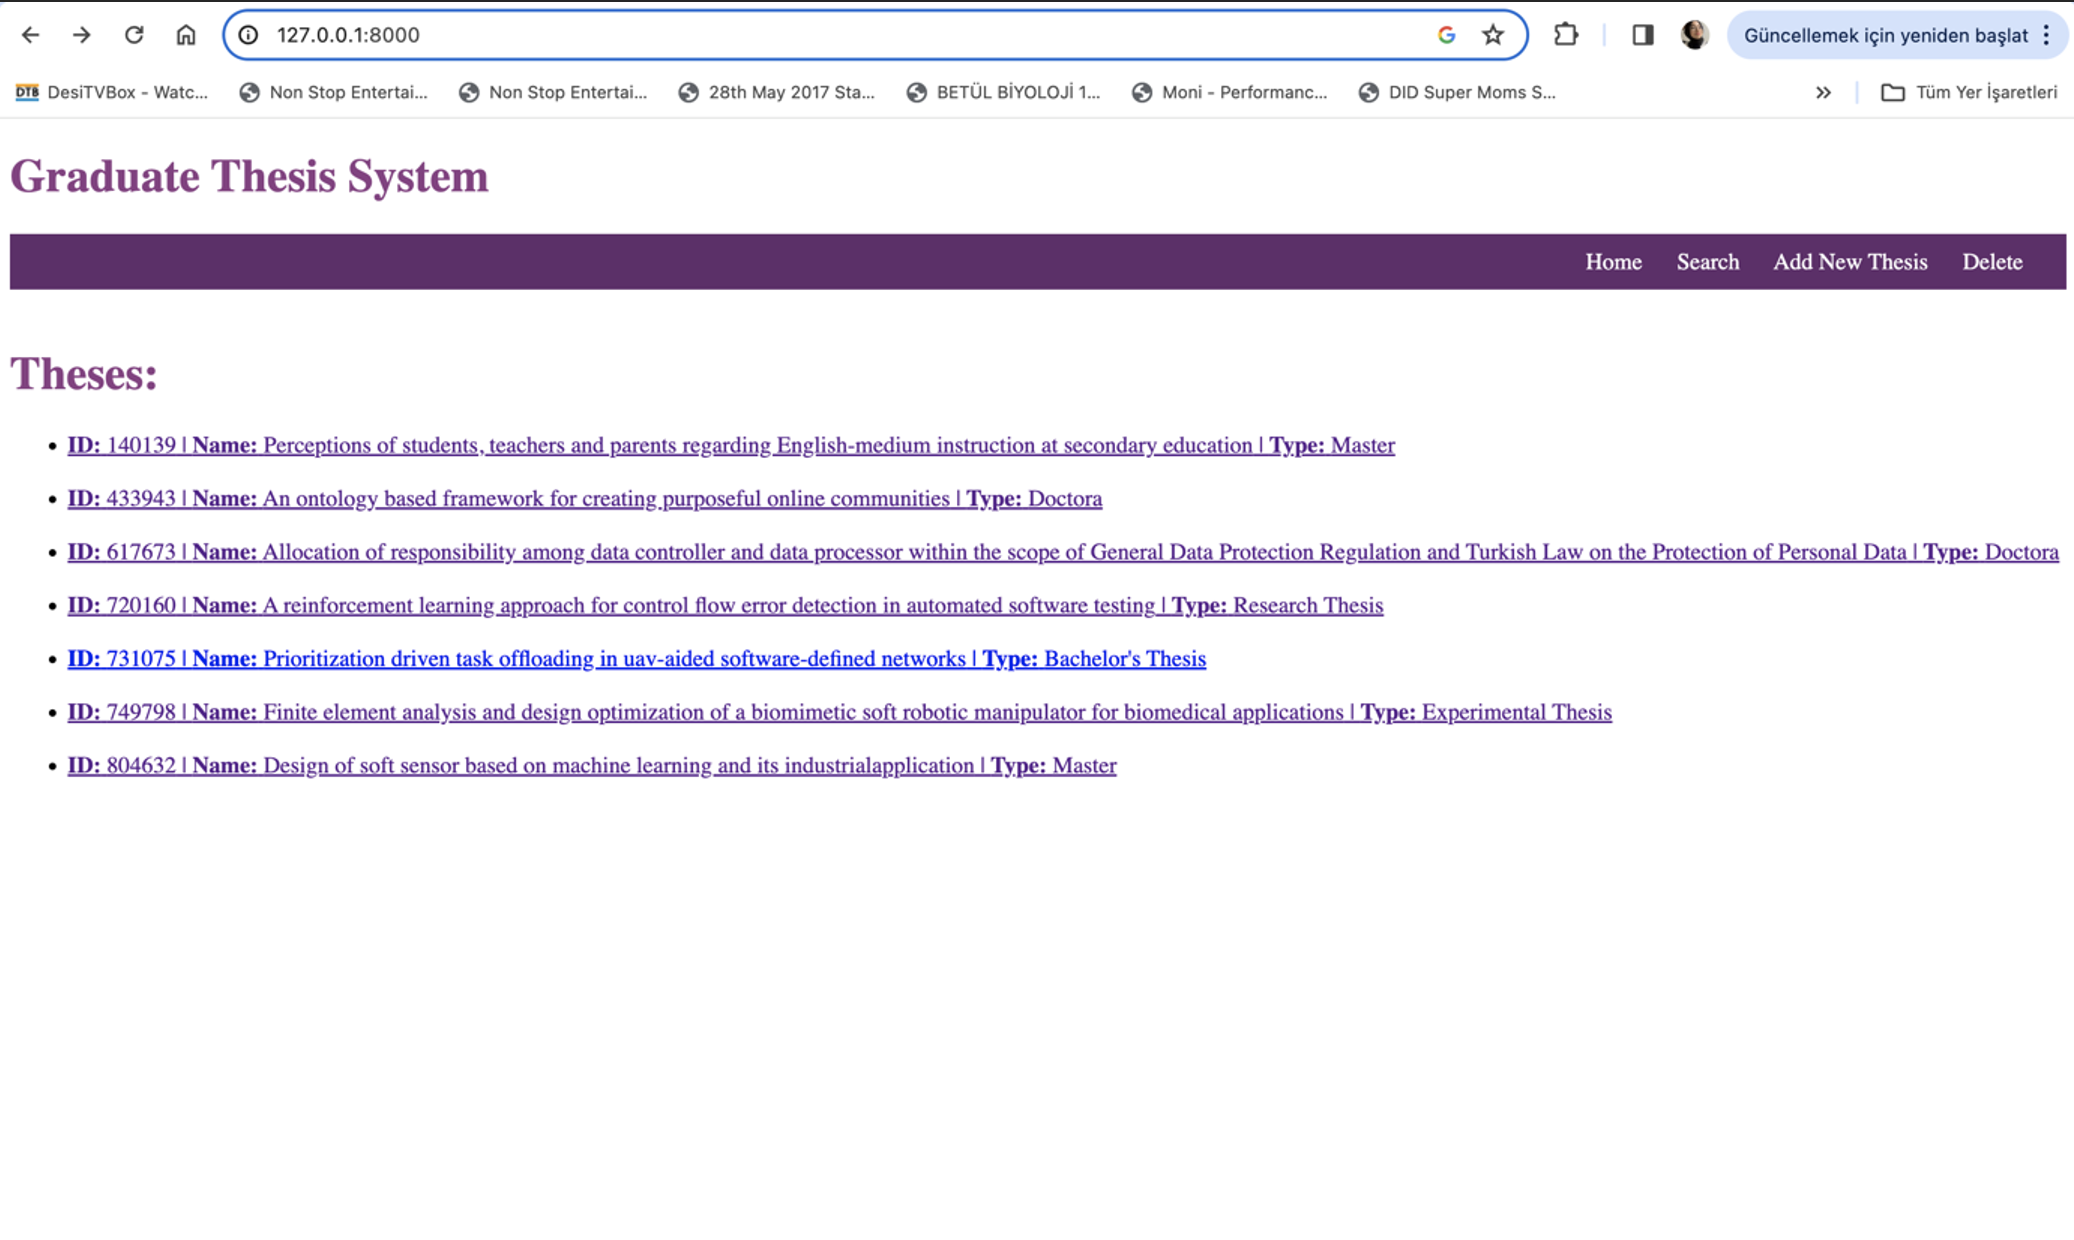 127.0.0.1:8000
Güncellemek için yeniden başlat
DesiTVBox - Watc... Non Stop Entertai... Non Stop Entertai... 28th May 2017 Sta... BETÜL BİYOLOJİ 1... Moni - Performanc... DID Super Moms S... » Tüm Yer İşaretleri
Graduate Thesis System
Home Search Add New Thesis Delete
Theses:
• ID: 140139 | Name: Perceptions of students, teachers and parents regarding English-medium instruction at secondary education | Type: Master
• ID: 433943 | Name: An ontology based framework for creating purposeful online communities | Type: Doctora
• ID: 617673 | Name: Allocation of responsibility among data controller and data processor within the scope of General Data Protection Regulation and Turkish Law on the Protection of Personal Data | Type: Doctora
• ID: 720160 | Name: A reinforcement learning approach for control flow error detection in automated software testing | Type: Research Thesis
• ID: 731075 | Name: Prioritization driven task offloading in uav-aided software-defined networks | Type: Bachelor's Thesis
• ID: 749798 | Name: Finite element analysis and design optimization of a biomimetic soft robotic manipulator for biomedical applications | Type: Experimental Thesis
• ID: 804632 | Name: Design of soft sensor based on machine learning and its industrialapplication | Type: Master